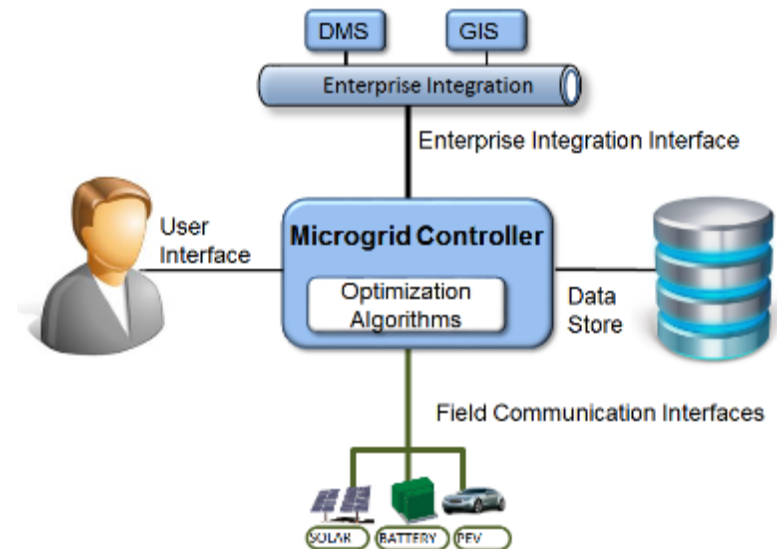 DMS
GIS
Enterprise Integration
Enterprise Integration Interface
User
Interface
Microgrid Controller
Optimization
Algorithms
Data
Store
Field Communication Interfaces
SOLAR
BATTERY
PEV